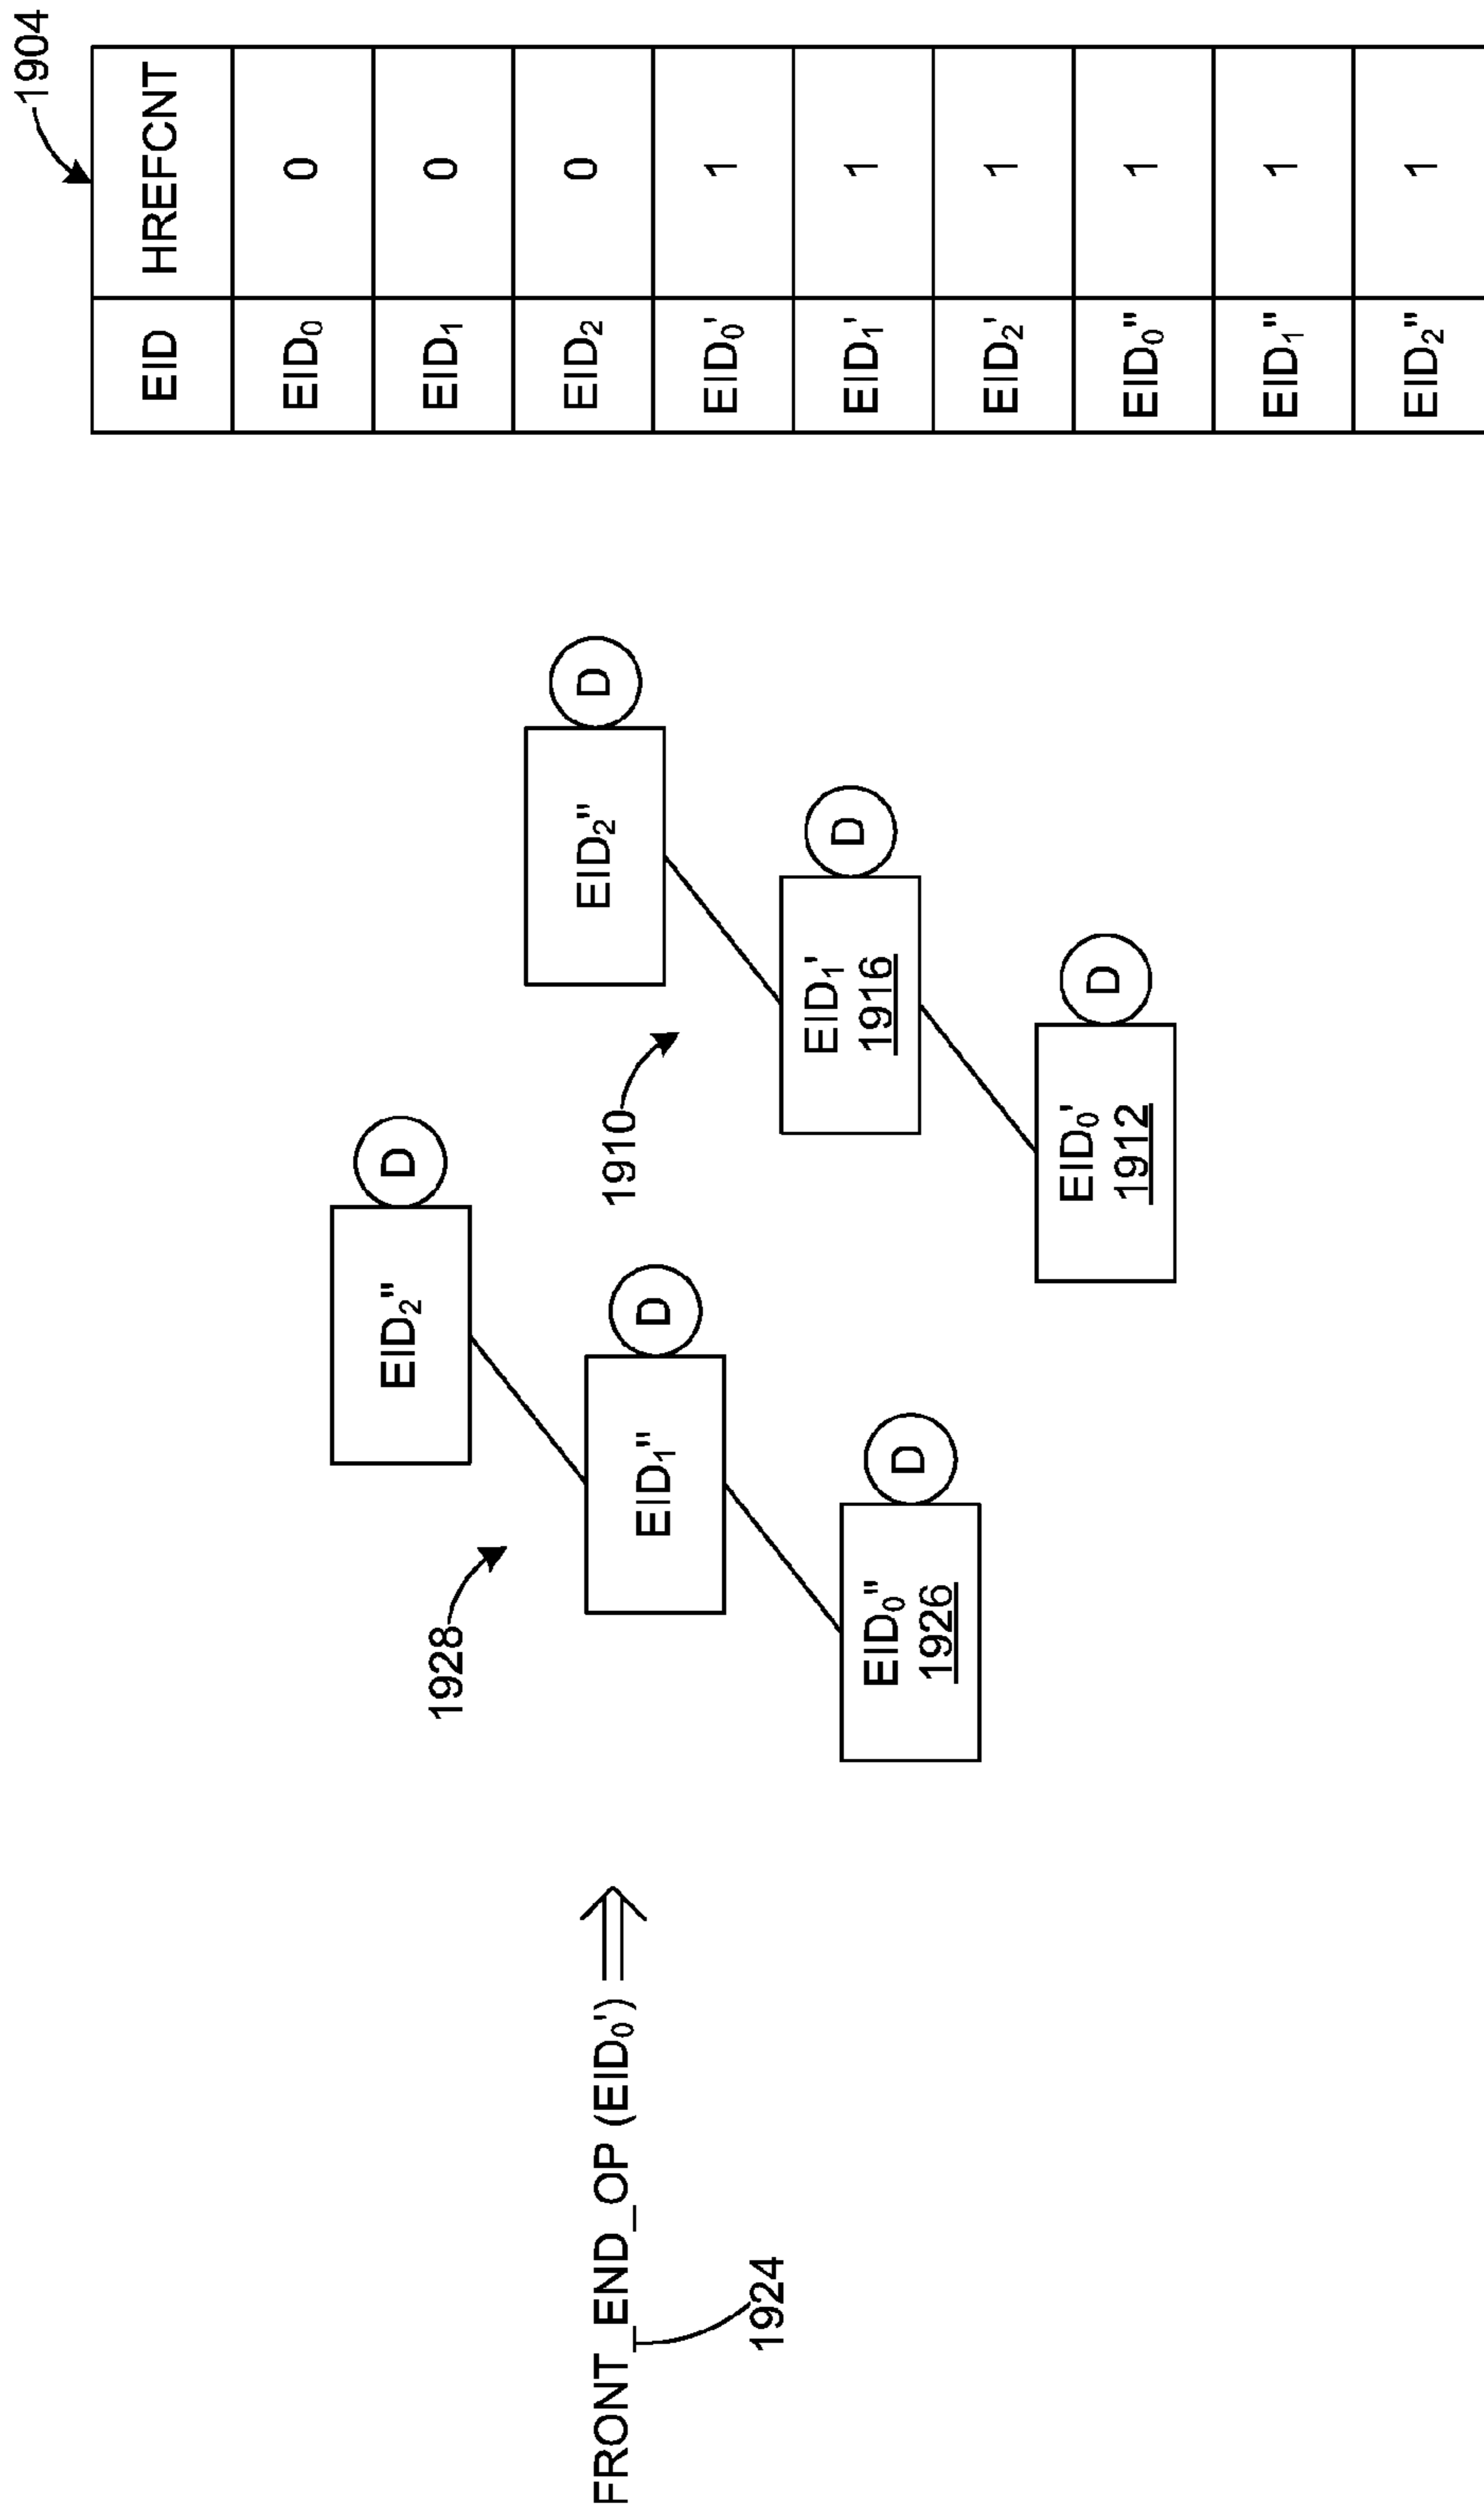 1904
EID HREFCNT
EID₀ 0
EID₁ 0
EID₂ 0
EID₀' 1
EID₁' 1
EID₂' 1
EID₀" 1
EID₁" 1
EID₂" 1
FRONT_END_OP (EID₀')
1924
1928
EID₂"
D
EID₁"
D
EID₀"
1926
D
1910
EID₂"
D
EID₁'
1916
D
EID₀'
1912
D